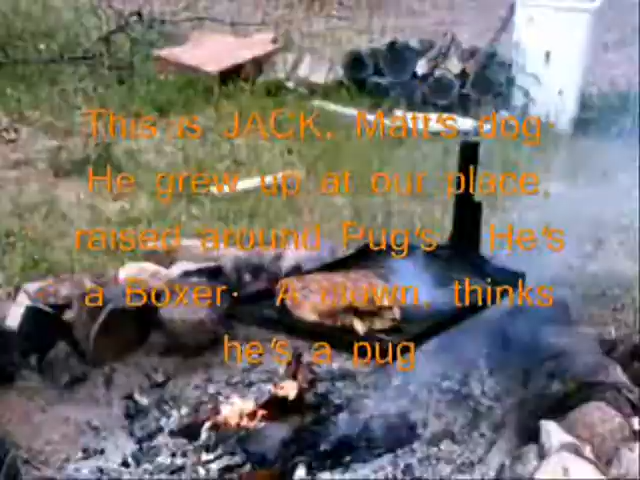 This is JACK. Matt's dog.
He grew up at our place,
raised around Pug's. He's
a Boxer. A clown, thinks
he's a pug